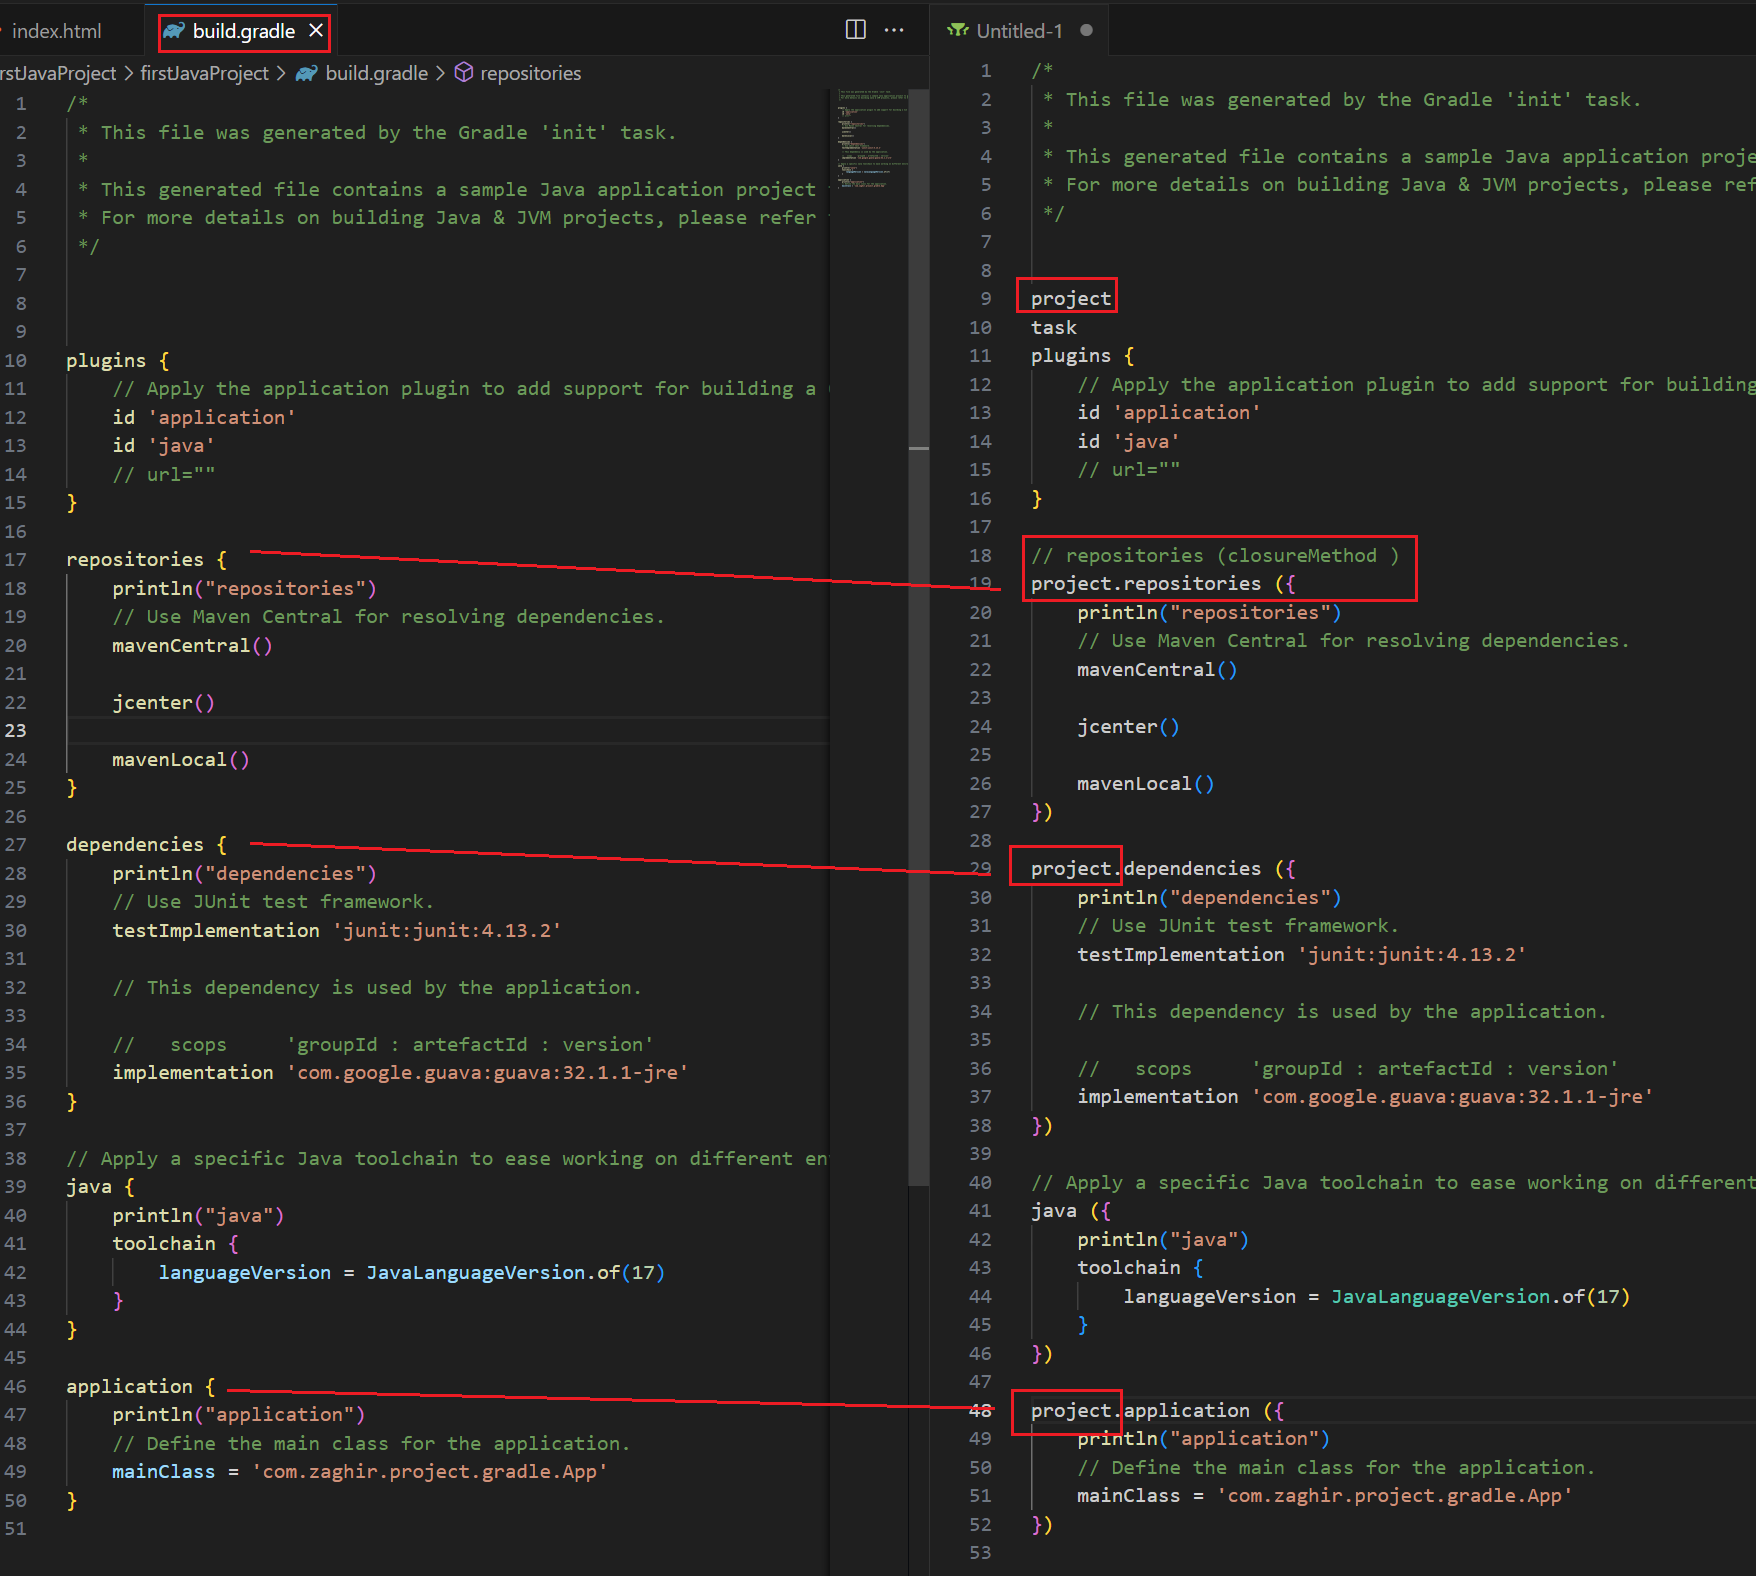 index.html
build.gradle
rstJavaProject > firstJavaProject > build.gradle > repositories
1 /*
2 * This file was generated by the Gradle 'init' task.
3 *
4 * This generated file contains a sample Java application project
5 * For more details on building Java & JVM projects, please refer
6 */
7
8
9
10 plugins {
11 // Apply the application plugin to add support for building a
12 id 'application'
13 id 'java'
14 // url=""
15 }
16
17 repositories {
18 println("repositories")
19 // Use Maven Central for resolving dependencies.
20 mavenCentral()
21
22 jcenter()
23
24 mavenLocal()
25 }
26
27 dependencies {
28 println("dependencies")
29 // Use JUnit test framework.
30 testImplementation 'junit:junit:4.13.2'
31
32 // This dependency is used by the application.
33
34 // scops 'groupId : artefactId : version'
35 implementation 'com.google.guava:guava:32.1.1-jre'
36 }
37
38 // Apply a specific Java toolchain to ease working on different en
39 java {
40 println("java")
41 toolchain {
42 languageVersion = JavaLanguageVersion.of(17)
43 }
44 }
45
46 application {
47 println("application")
48 // Define the main class for the application.
49 mainClass = 'com.zaghir.project.gradle.App'
50 }
51
Untitled-1
1 /*
2 * This file was generated by the Gradle 'init' task.
3 *
4 * This generated file contains a sample Java application proje
5 * For more details on building Java & JVM projects, please ref
6 */
7
8
9 project
10 task
11 plugins {
12 // Apply the application plugin to add support for building
13 id 'application'
14 id 'java'
15 // url=""
16 }
17
18 // repositories (closureMethod )
19 project.repositories ({
20 println("repositories")
21 // Use Maven Central for resolving dependencies.
22 mavenCentral()
23
24 jcenter()
25
26 mavenLocal()
27 })
28
29 project.dependencies ({
30 println("dependencies")
31 // Use JUnit test framework.
32 testImplementation 'junit:junit:4.13.2'
33
34 // This dependency is used by the application.
35
36 // scops 'groupId : artefactId : version'
37 implementation 'com.google.guava:guava:32.1.1-jre'
38 })
39
40 // Apply a specific Java toolchain to ease working on different
41 java ({
42 println("java")
43 toolchain {
44 languageVersion = JavaLanguageVersion.of(17)
45 }
46 })
47
48 project.application ({
49 println("application")
50 // Define the main class for the application.
51 mainClass = 'com.zaghir.project.gradle.App'
52 })
53